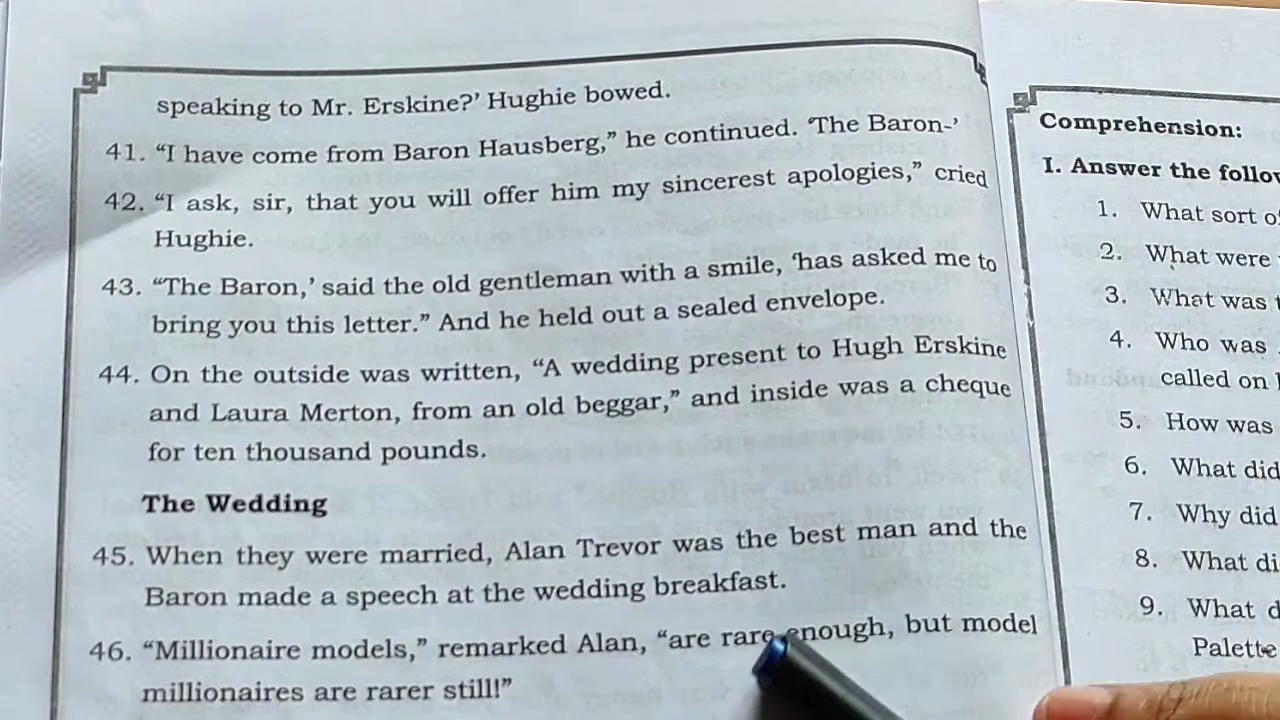 speaking to Mr. Erskine?' Hughie bowed.
41. “I have come from Baron Hausberg,” he continued. ‘The Baron-’
42. “I ask, sir, that you will offer him my sincerest apologies,” cried
Hughie.
43. “The Baron,’ said the old gentleman with a smile, ‘has asked me to
bring you this letter.” And he held out a sealed envelope.
44. On the outside was written, “A wedding present to Hugh Erskine
and Laura Merton, from an old beggar,” and inside was a cheque
for ten thousand pounds.
The Wedding
45. When they were married, Alan Trevor was the best man and the
Baron made a speech at the wedding breakfast.
46. “Millionaire models,” remarked Alan, “are rare enough, but model
millionaires are rarer still!”
Comprehension:
I. Answer the
1. What sort
2. What were
3. What was
4. Who was
called on
5. How was
6. What did
7. Why did
8. What
9. What
Palette